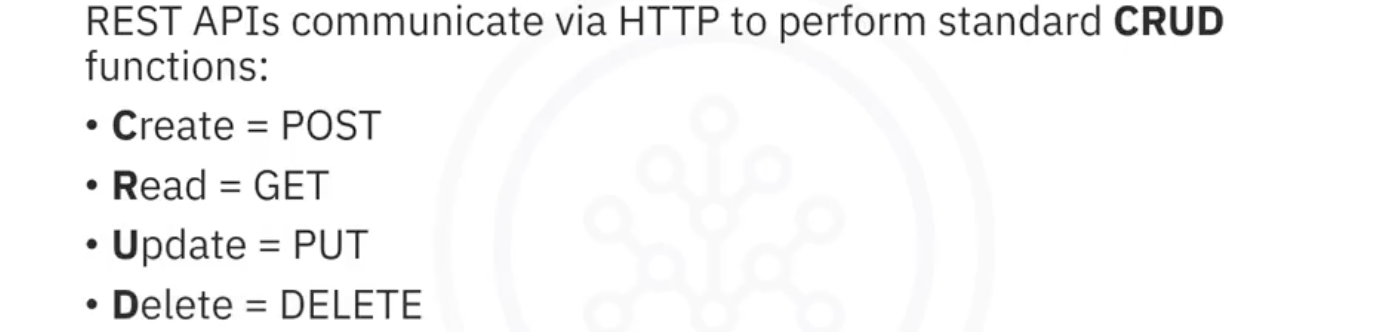 REST APIs communicate via HTTP to perform standard CRUD
functions:
• Create = POST
• Read = GET
• Update = PUT
• Delete = DELETE